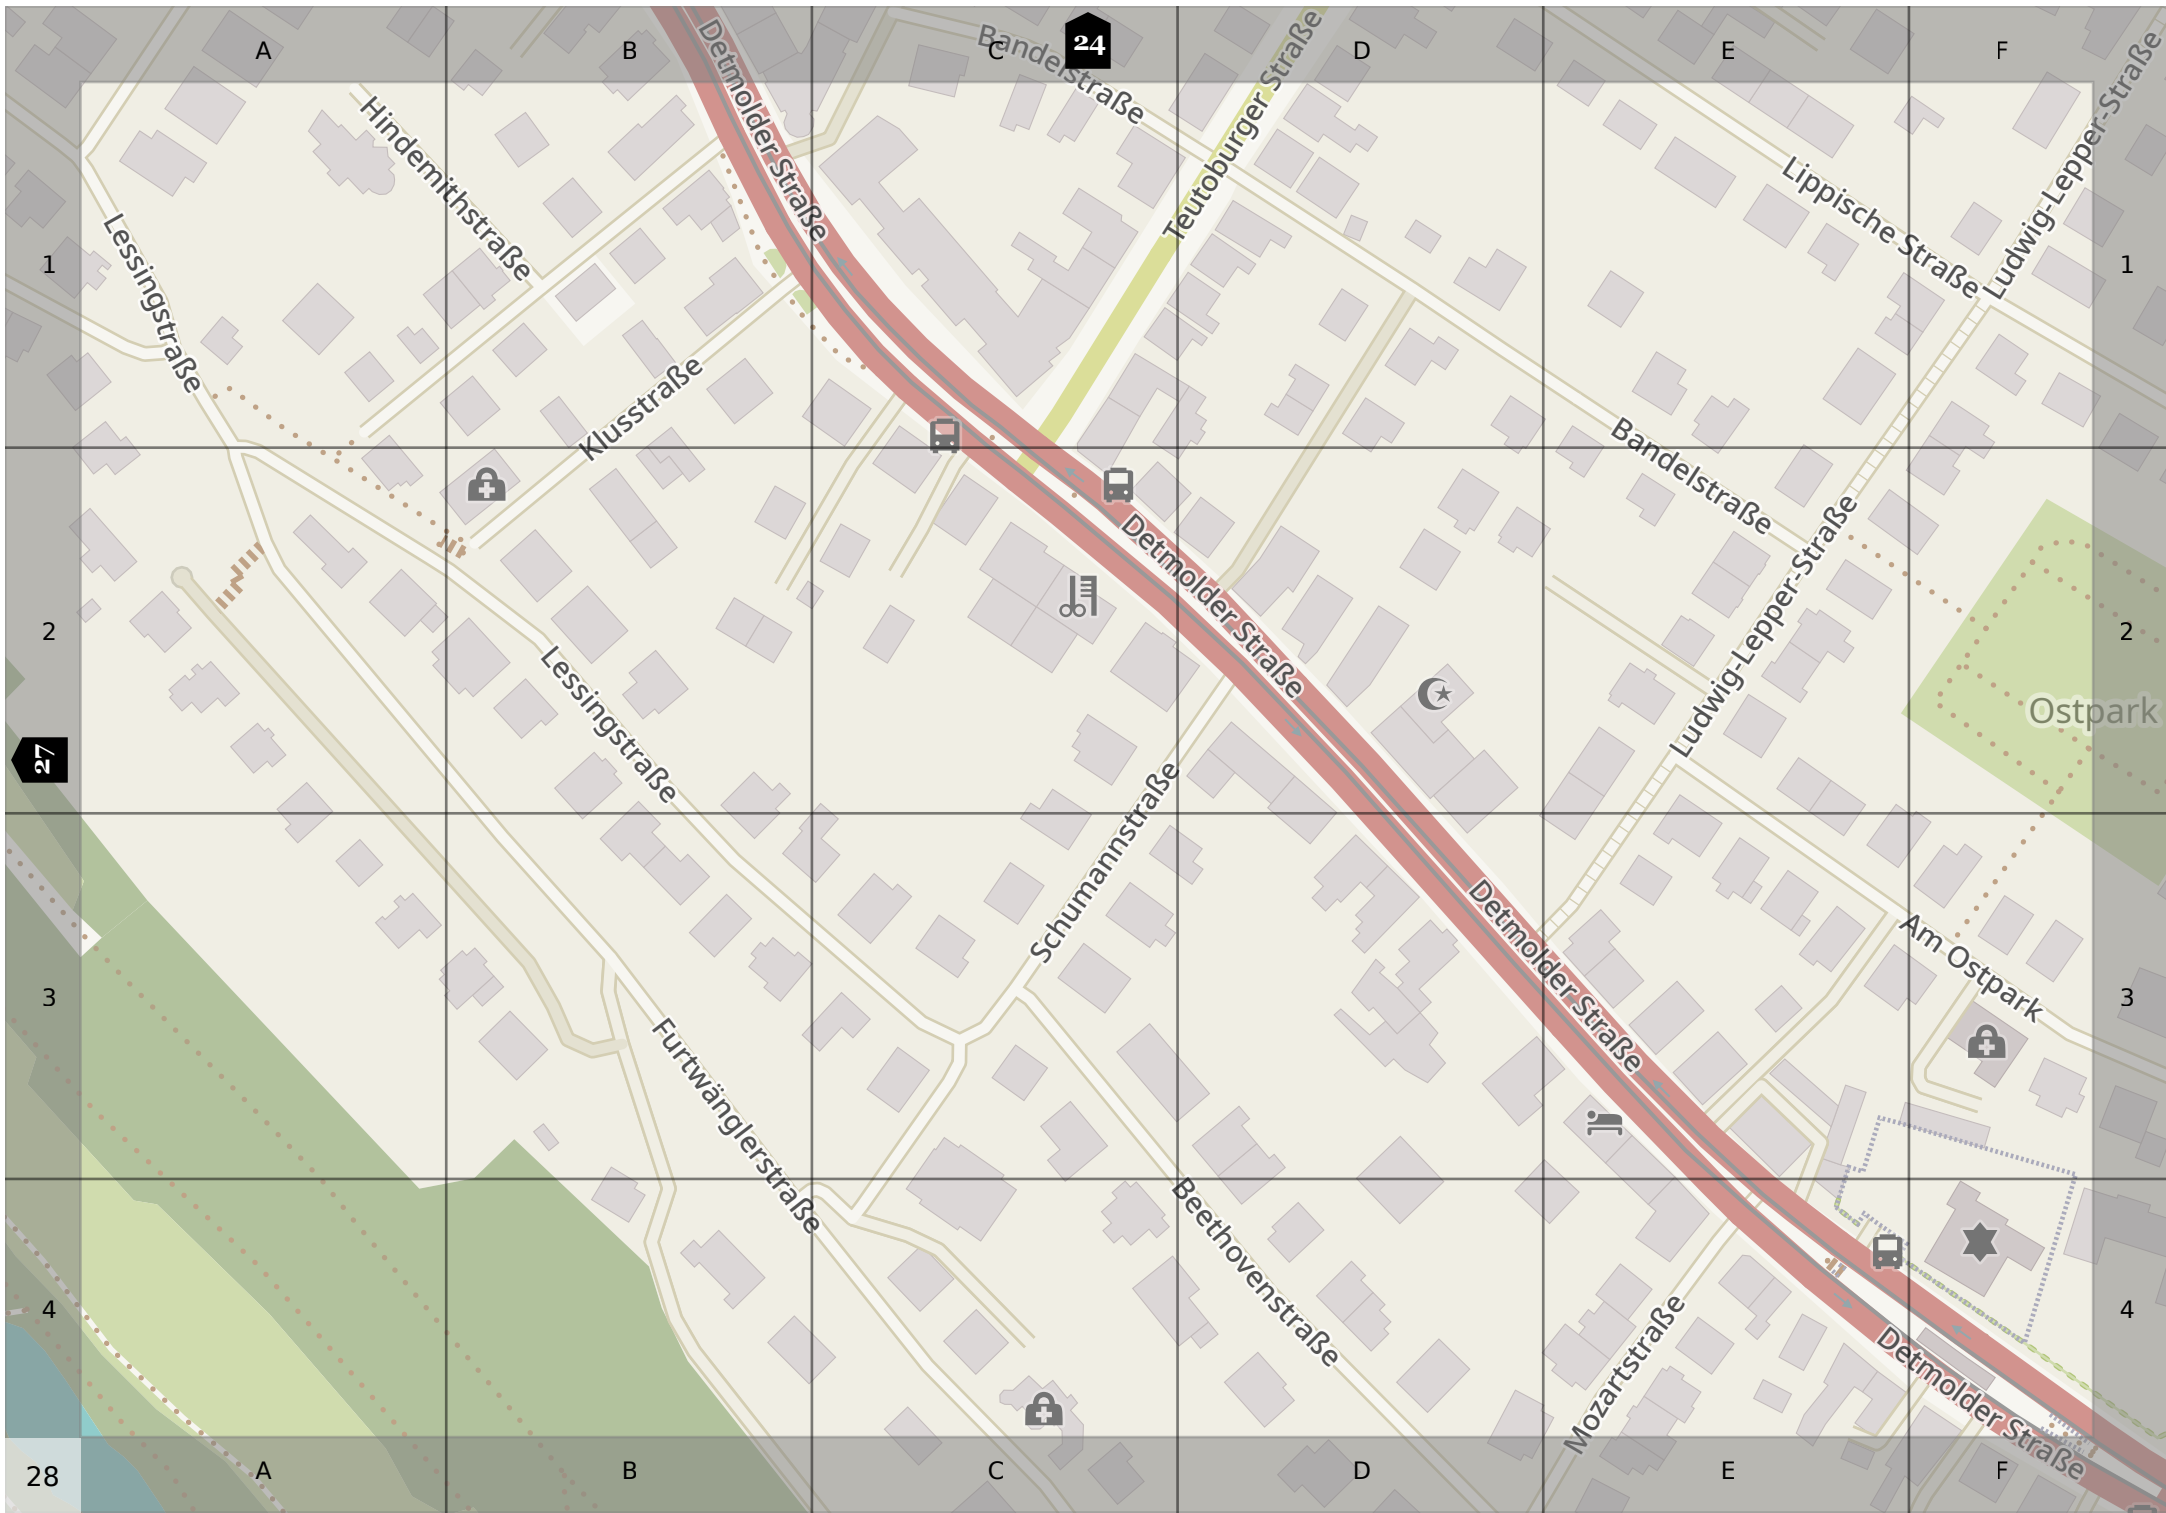 A
B
C
D
E
F
24
Detmolder Straße
Bandelstraße
Teutoburger Straße
Ludwig-Lepper-Straße
Hindemithstraße
Lippische Straße
Lessingstraße
1
1
Klusstraße
Bandelstraße
Detmolder Straße
Ludwig-Lepper-Straße
2
2
Lessingstraße
Ostpark
27
Schumannstraße
Detmolder Straße
Am Ostpark
3
3
Furtwänglerstraße
Beethovenstraße
Mozartstraße
4
4
Detmolder Straße
28
A
B
C
D
E
F